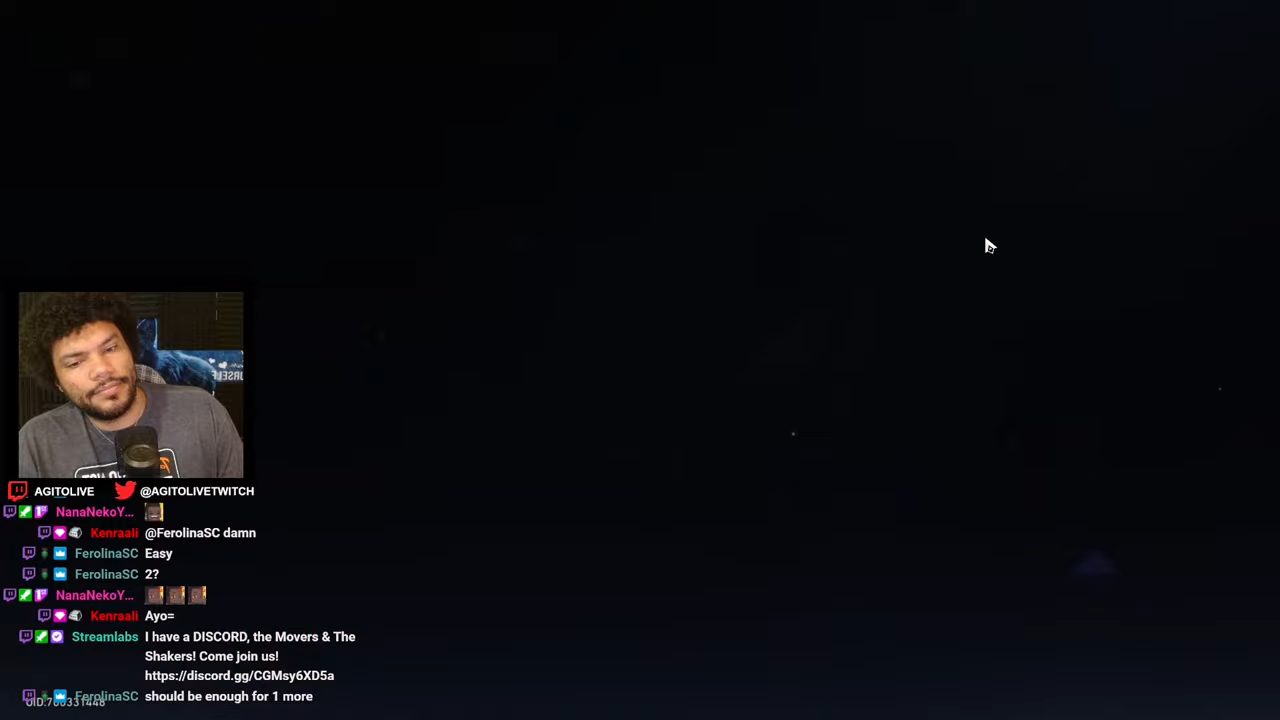 AGITOLIVE @AGITOLIVETWITCH
NanaNekoY...
Kenraali @FerolinaSC damn
FerolinaSC Easy
FerolinaSC 2?
NanaNekoY...
Kenraali Ayo=
Streamlabs I have a DISCORD, the Movers & The
Shakers! Come join us!
https://discord.gg/CGMsy6XD5a
FerolinaSC should be enough for 1 more